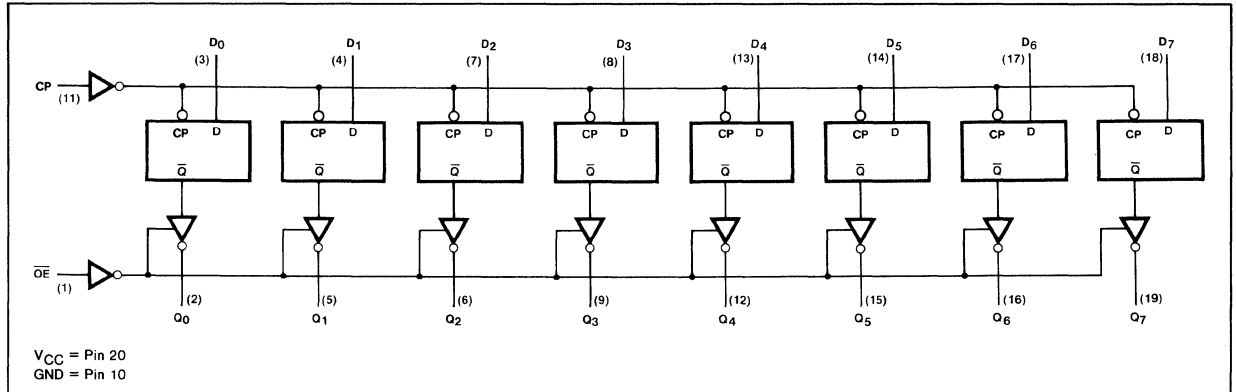 D0 D1 D2 D3 D4 D5 D6 D7
(3) (4) (7) (8) (13) (14) (17) (18)
CP
(11)
CP D CP D CP D CP D CP D CP D CP D CP D
Q̅ Q̅ Q̅ Q̅ Q̅ Q̅ Q̅ Q̅
O̅E̅
(1)
(2) (5) (6) (9) (12) (15) (16) (19)
Q0 Q1 Q2 Q3 Q4 Q5 Q6 Q7
VCC = Pin 20
GND = Pin 10